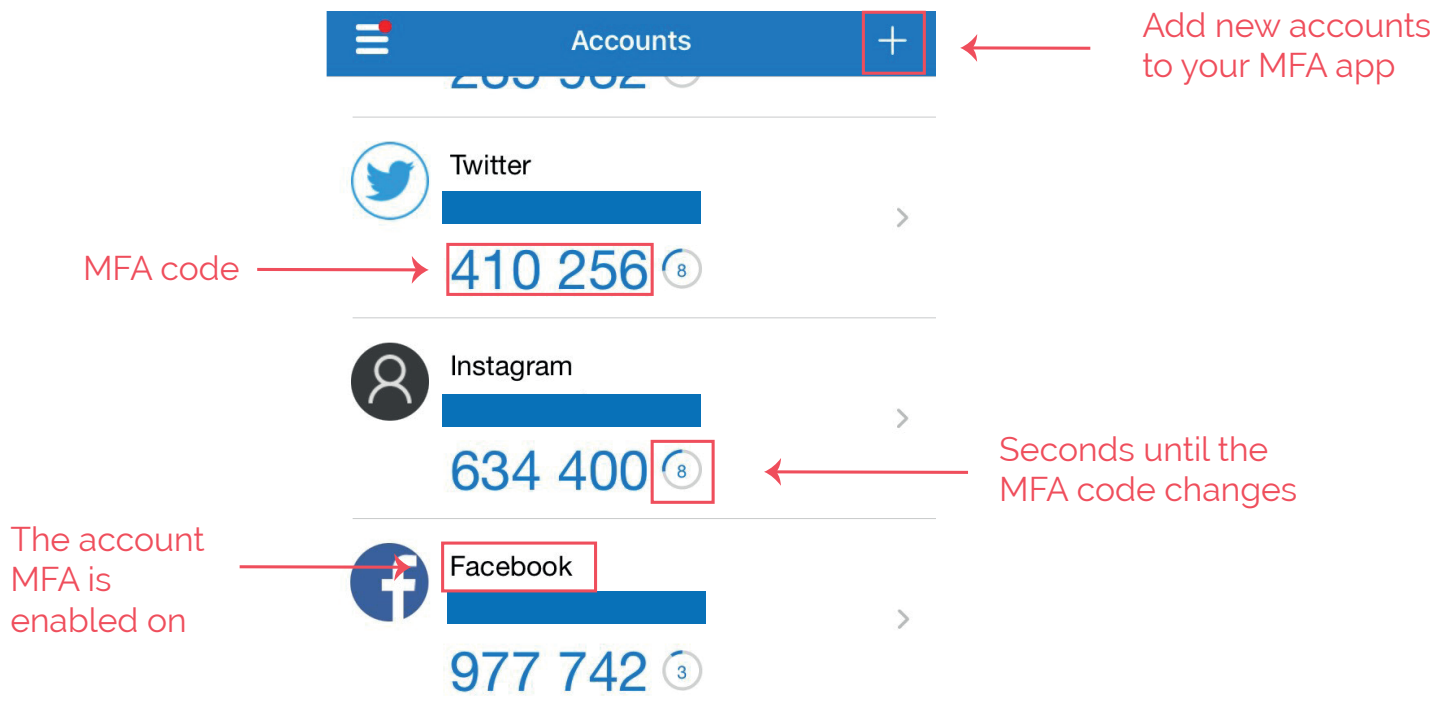 Accounts
Add new accounts
to your MFA app
Twitter
MFA code
410 256 8
Instagram
634 400 8
Seconds until the
MFA code changes
The account
MFA is
enabled on
Facebook
977 742 3